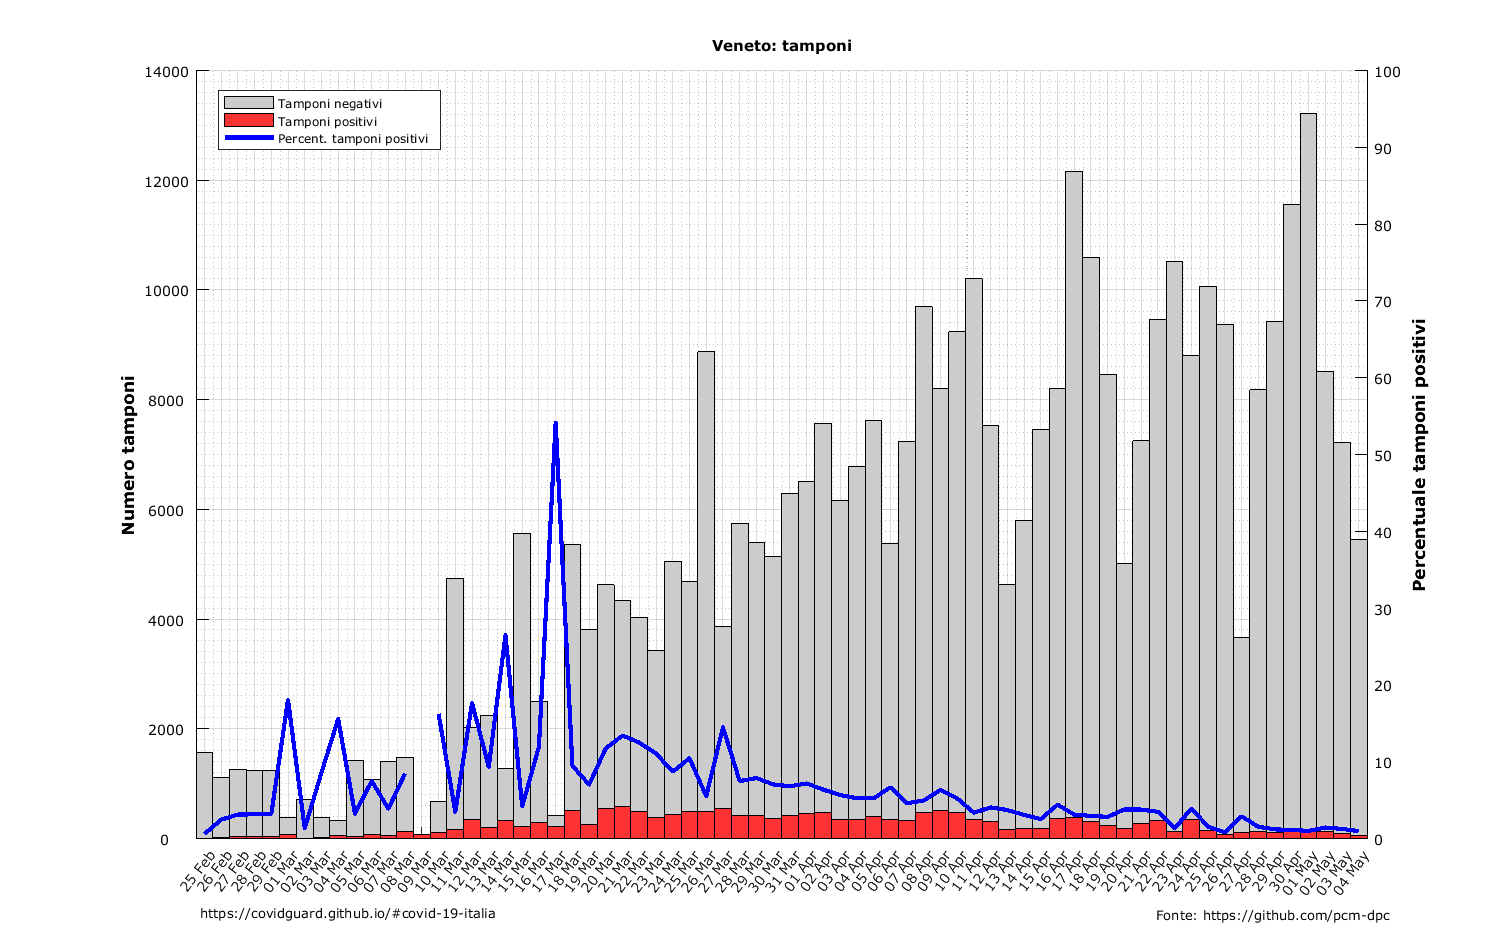 Veneto: tamponi
14000
12000
10000
8000
6000
4000
2000
0
Numero tamponi
Tamponi negativi
Tamponi positivi
Percent. tamponi positivi
100
90
80
70
60
50
40
30
20
10
0
Percentuale tamponi positivi
25 Feb
26 Feb
27 Feb
28 Feb
29 Feb
01 Mar
02 Mar
03 Mar
04 Mar
05 Mar
06 Mar
07 Mar
08 Mar
09 Mar
10 Mar
11 Mar
12 Mar
13 Mar
14 Mar
15 Mar
16 Mar
17 Mar
18 Mar
19 Mar
20 Mar
21 Mar
22 Mar
23 Mar
24 Mar
25 Mar
26 Mar
27 Mar
28 Mar
29 Mar
30 Mar
31 Mar
01 Apr
02 Apr
03 Apr
04 Apr
05 Apr
06 Apr
07 Apr
08 Apr
09 Apr
10 Apr
11 Apr
12 Apr
13 Apr
14 Apr
15 Apr
16 Apr
17 Apr
18 Apr
19 Apr
20 Apr
21 Apr
22 Apr
23 Apr
24 Apr
25 Apr
26 Apr
27 Apr
28 Apr
29 Apr
30 Apr
01 May
02 May
03 May
04 May
https://covidguard.github.io/#covid-19-italia
Fonte: https://github.com/pcm-dpc